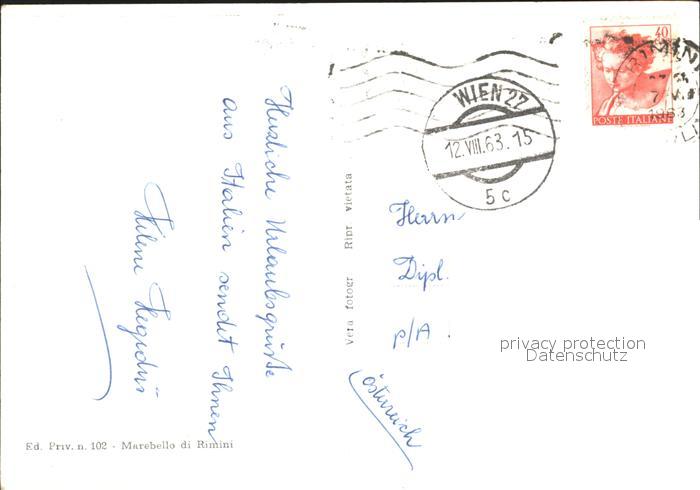 Herzliche Urlaubsgrüße
aus Italien sendet Ihnen
Ed. Priv. n. 102 - Marebello di Rimini
Vera fotogr Ripr vietata
WIEN 27
12.VIII.63.15
5 c
40
POSTE ITALIANE
Herrn
Dipl.
P/A.
Österreich
privacy protection
Datenschutz